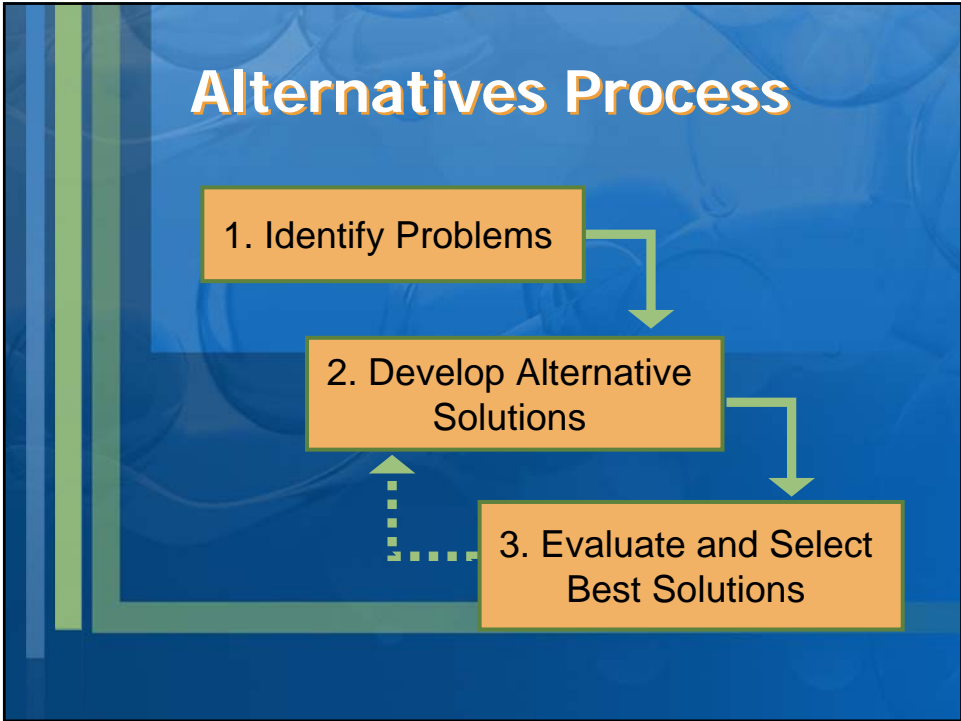 Alternatives Process
1. Identify Problems
2. Develop Alternative
Solutions
3. Evaluate and Select
Best Solutions